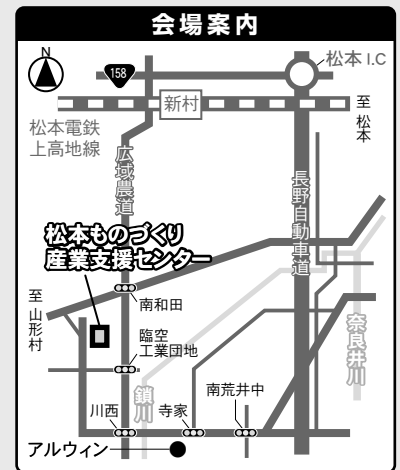 会場案内
N
158
松本 I.C
新村
至松本
松本電鉄
上高地線
広域農道
長野自動車道
松本ものづくり
産業支援センター
至山形村
南和田
臨空
工業団地
奈良井川
鎖川
南荒井中
川西
寺家
アルウィン